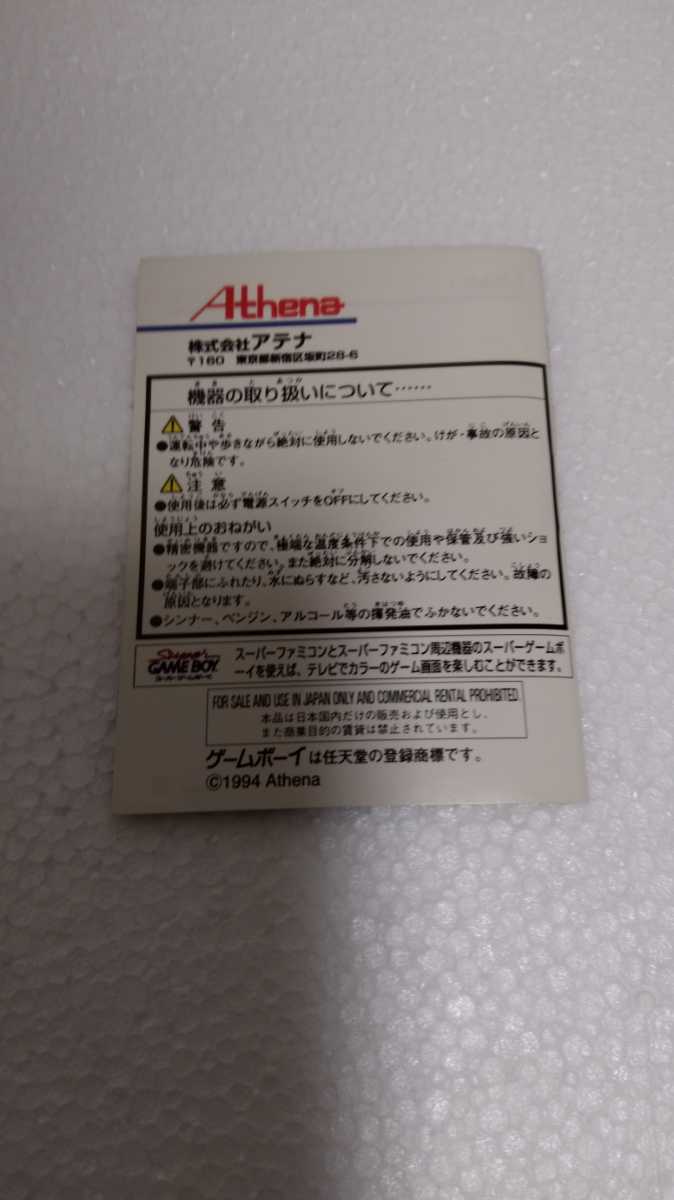 Athena
株式会社アテナ
〒160 東京都新宿区坂町28-6
機器の取り扱いについて……
警告
●運転中や歩きながら絶対に使用しないでください。けが・事故の原因と
なり危険です。
注意
●使用後は必ず電源スイッチをOFFにしてください。
使用上のおねがい
●精密機器ですので、極端な温度条件下での使用や保管及び強いショ
ックを避けてください。また絶対に分解しないでください。
●端子部にふれたり、水にぬらすなど、汚さないようにしてください。故障の
原因となります。
●シンナー、ベンジン、アルコール等の揮発油でふかないでください。
Super
GAME BOY
スーパーゲームボーイ
スーパーファミコンとスーパーファミコン周辺機器のスーパーゲームボ
ーイを使えば、テレビでカラーのゲーム画面を楽しむことができます。
FOR SALE AND USE IN JAPAN ONLY AND COMMERCIAL RENTAL PROHIBITED.
本品は日本国内だけの販売および使用とし、
また商業目的の賃貸は禁止されています。
ゲームボーイは任天堂の登録商標です。
©1994 Athena